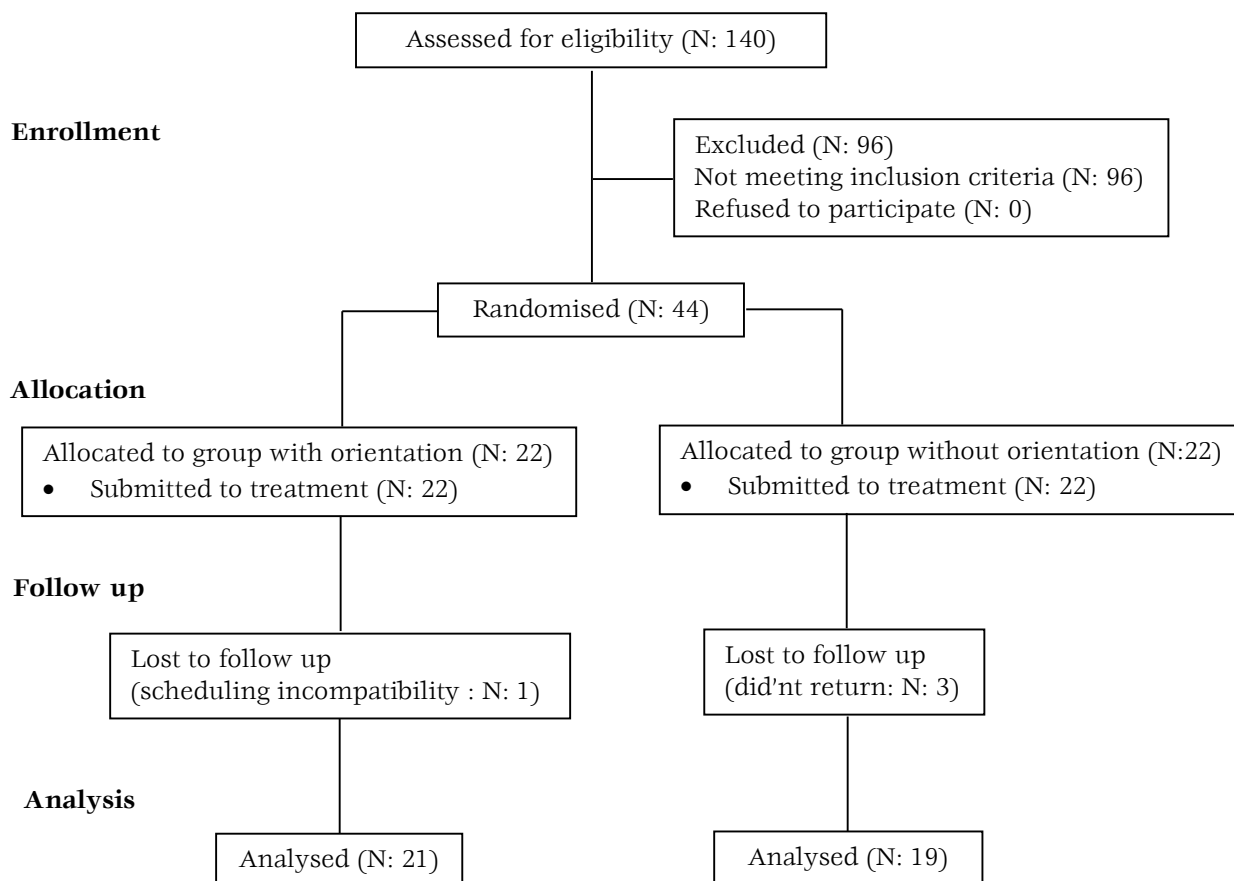 Assessed for eligibility (N: 140)
Enrollment
Excluded (N: 96)
Not meeting inclusion criteria (N: 96)
Refused to participate (N: 0)
Randomised (N: 44)
Allocation
Allocated to group with orientation (N: 22)
• Submitted to treatment (N: 22)
Allocated to group without orientation (N:22)
• Submitted to treatment (N: 22)
Follow up
Lost to follow up
(scheduling incompatibility : N: 1)
Lost to follow up
(did'nt return: N: 3)
Analysis
Analysed (N: 21)
Analysed (N: 19)